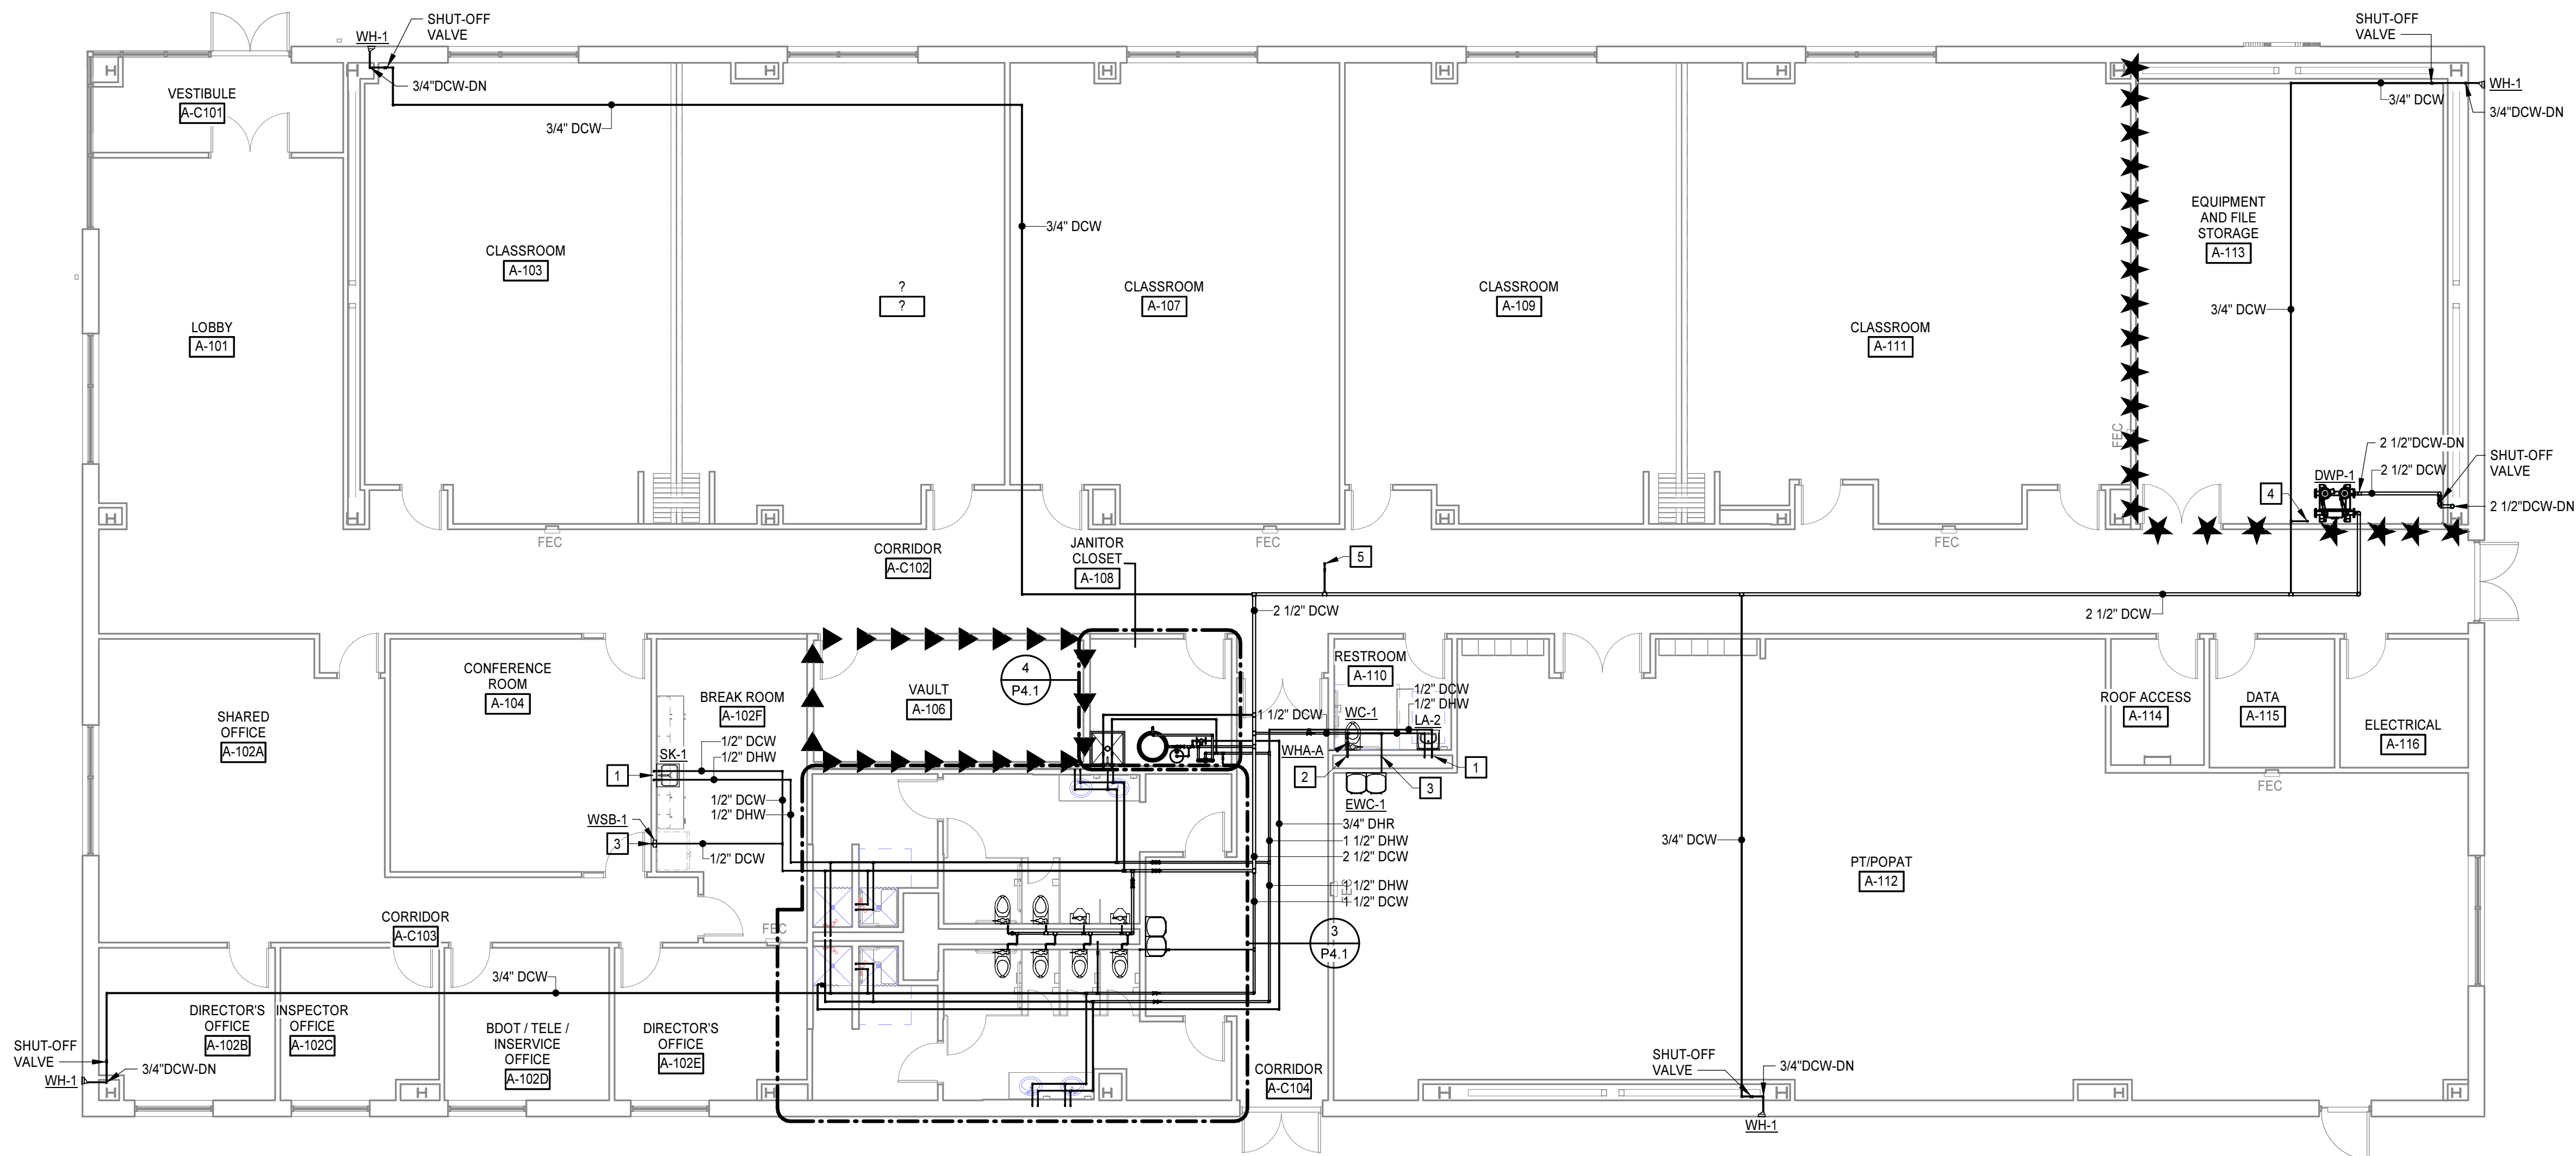 SHUT-OFF
VALVE
WH-1
3/4"DCW-DN
3/4" DCW
VESTIBULE
A-C101
SHUT-OFF
VALVE
WH-1
3/4" DCW
3/4"DCW-DN
3/4" DCW
CLASSROOM
A-103
?
?
CLASSROOM
A-107
CLASSROOM
A-109
CLASSROOM
A-111
EQUIPMENT
AND FILE
STORAGE
A-113
3/4" DCW
LOBBY
A-101
FEC
2 1/2"DCW-DN
2 1/2" DCW
SHUT-OFF
VALVE
DWP-1
4
2 1/2"DCW-DN
FEC
FEC
FEC
CORRIDOR
A-C102
JANITOR
CLOSET
A-108
5
2 1/2" DCW
2 1/2" DCW
SHARED
OFFICE
A-102A
CONFERENCE
ROOM
A-104
BREAK ROOM
A-102F
VAULT
A-106
4
P4.1
RESTROOM
A-110
1/2" DCW
1/2" DHW
1 1/2" DCW
WC-1
LA-2
WHA-A
2
1
3
EWC-1
ROOF ACCESS
A-114
DATA
A-115
ELECTRICAL
A-116
FEC
SK-1
1/2" DCW
1/2" DHW
1
1/2" DCW
1/2" DHW
WSB-1
3
1/2" DCW
3/4" DHR
1 1/2" DHW
2 1/2" DCW
1 1/2" DHW
1 1/2" DCW
FEC
3/4" DCW
PT/POPAT
A-112
3
P4.1
CORRIDOR
A-C103
FEC
3/4" DCW
DIRECTOR'S
OFFICE
A-102B
INSPECTOR
OFFICE
A-102C
BDOT / TELE /
INSERVICE
OFFICE
A-102D
DIRECTOR'S
OFFICE
A-102E
SHUT-OFF
VALVE
WH-1
3/4"DCW-DN
CORRIDOR
A-C104
SHUT-OFF
VALVE
3/4"DCW-DN
WH-1